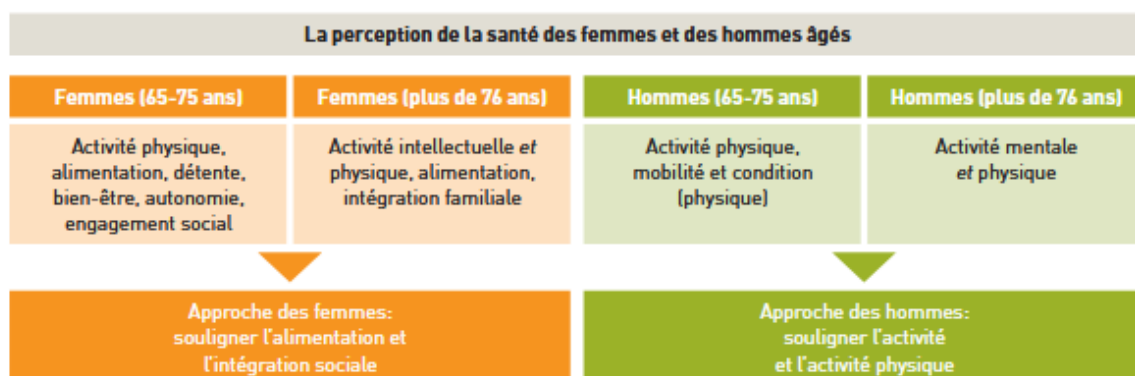 La perception de la santé des femmes et des hommes âgés
Femmes (65-75 ans)
Femmes (plus de 76 ans)
Hommes (65-75 ans)
Hommes (plus de 76 ans)
Activité physique,
alimentation, détente,
bien-être, autonomie,
engagement social
Activité intellectuelle et
physique, alimentation,
intégration familiale
Activité physique,
mobilité et condition
(physique)
Activité mentale
et physique
Approche des femmes:
souligner l'alimentation et
l'intégration sociale
Approche des hommes:
souligner l'activité
et l'activité physique